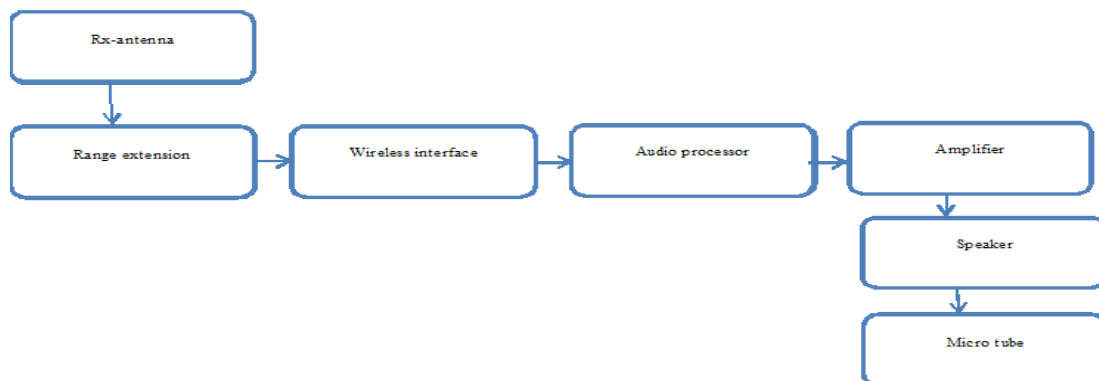 Rx-antenna
Range extension
Wireless interface
Audio processor
Amplifier
Speaker
Micro tube